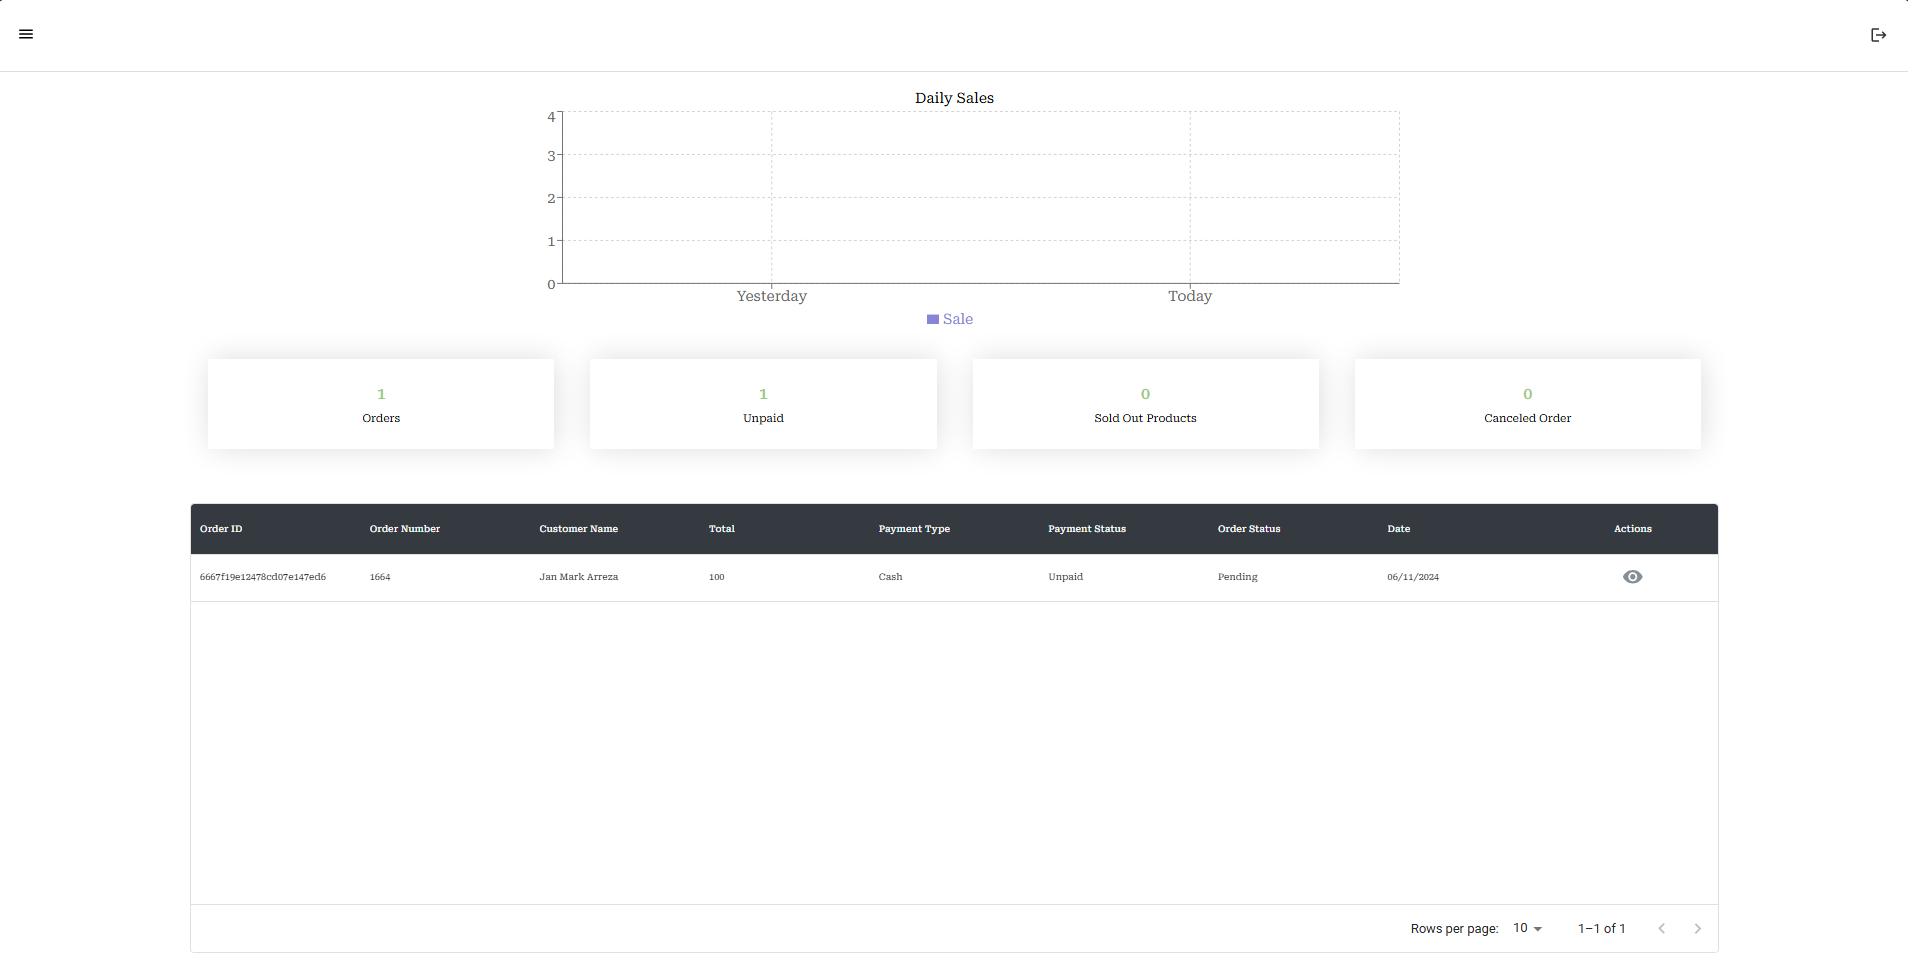 Daily Sales
4
3
2
1
0
Yesterday Today
Sale
1 1 0 0
Orders Unpaid Sold Out Products Canceled Order
Order ID Order Number Customer Name Total Payment Type Payment Status Order Status Date Actions
6667f19e12478cd07e147ed6 1664 Jan Mark Arreza 100 Cash Unpaid Pending 06/11/2024
Rows per page: 10 1–1 of 1